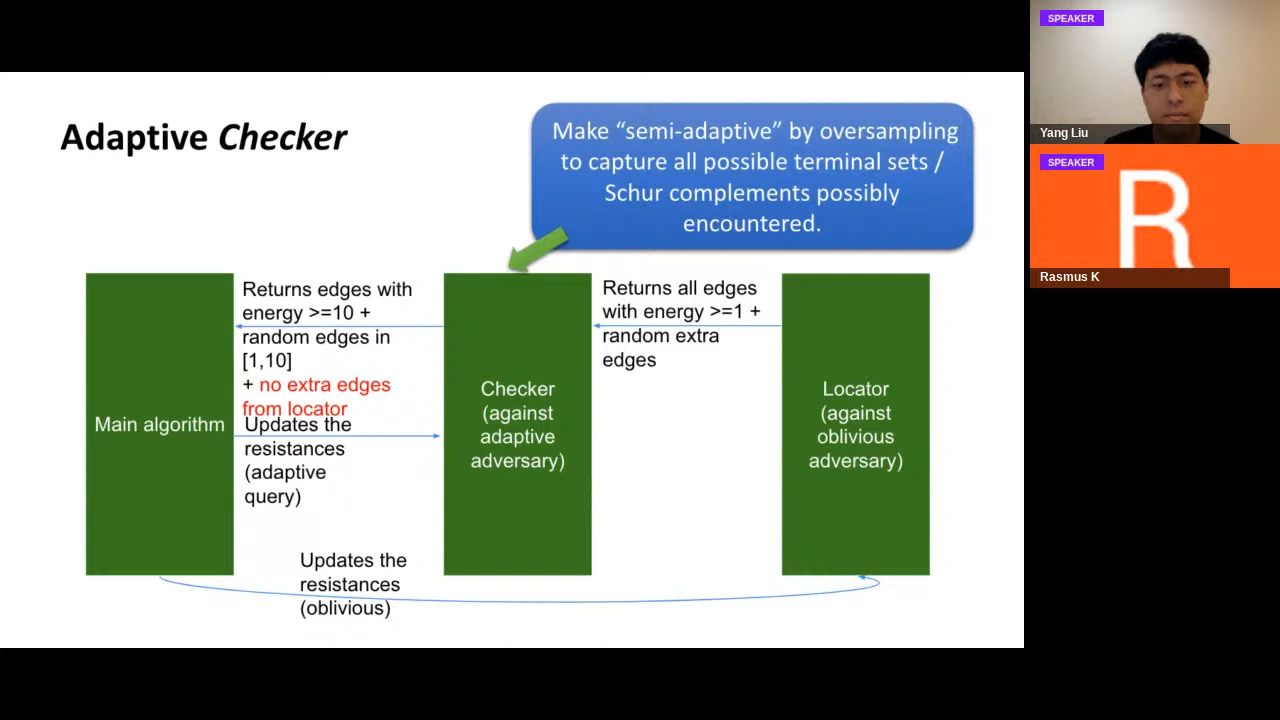 Adaptive Checker
Make “semi-adaptive” by oversampling
to capture all possible terminal sets /
Schur complements possibly
encountered.
Main algorithm
Returns edges with
energy >=10 +
random edges in
[1,10]
+ no extra edges
from locator
Updates the
resistances
(adaptive
query)
Checker
(against
adaptive
adversary)
Returns all edges
with energy >=1 +
random extra
edges
Locator
(against
oblivious
adversary)
Updates the
resistances
(oblivious)
SPEAKER
Yang Liu
SPEAKER
R
Rasmus K